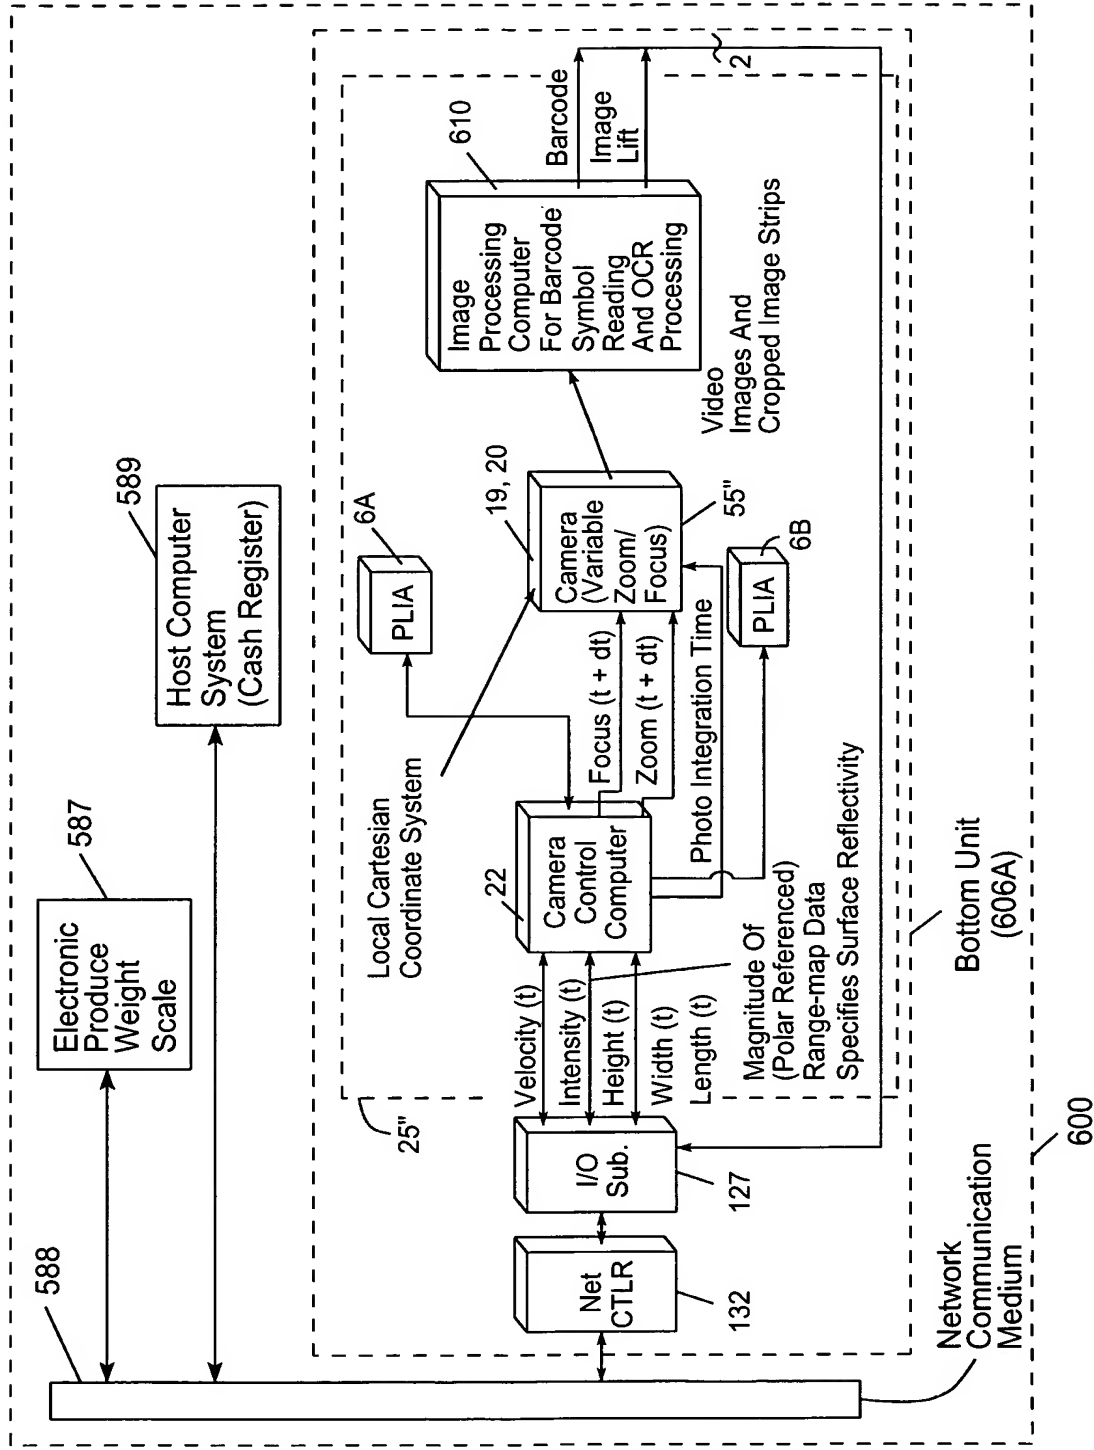 588
587
Electronic
Produce
Weight
Scale
589
Host Computer
System
(Cash Register)
25"
Local Cartesian
Coordinate System
6A
PLIA
19, 20
Camera
(Variable
Zoom/
Focus)
55"
610
Image
Processing
Computer
For Barcode
Symbol
Reading
And OCR
Processing
Barcode
Image
Lift
2
Video
Images And
Cropped Image Strips
22
Camera
Control
Computer
Focus (t + dt)
Zoom (t + dt)
Photo Integration Time
PLIA
6B
Velocity (t)
Intensity (t)
Height (t)
Width (t)
Length (t)
Magnitude Of
(Polar Referenced)
Range-map Data
Specifies Surface Reflectivity
I/O
Sub.
127
Net
CTLR
132
Bottom Unit
(606A)
Network
Communication
Medium
600